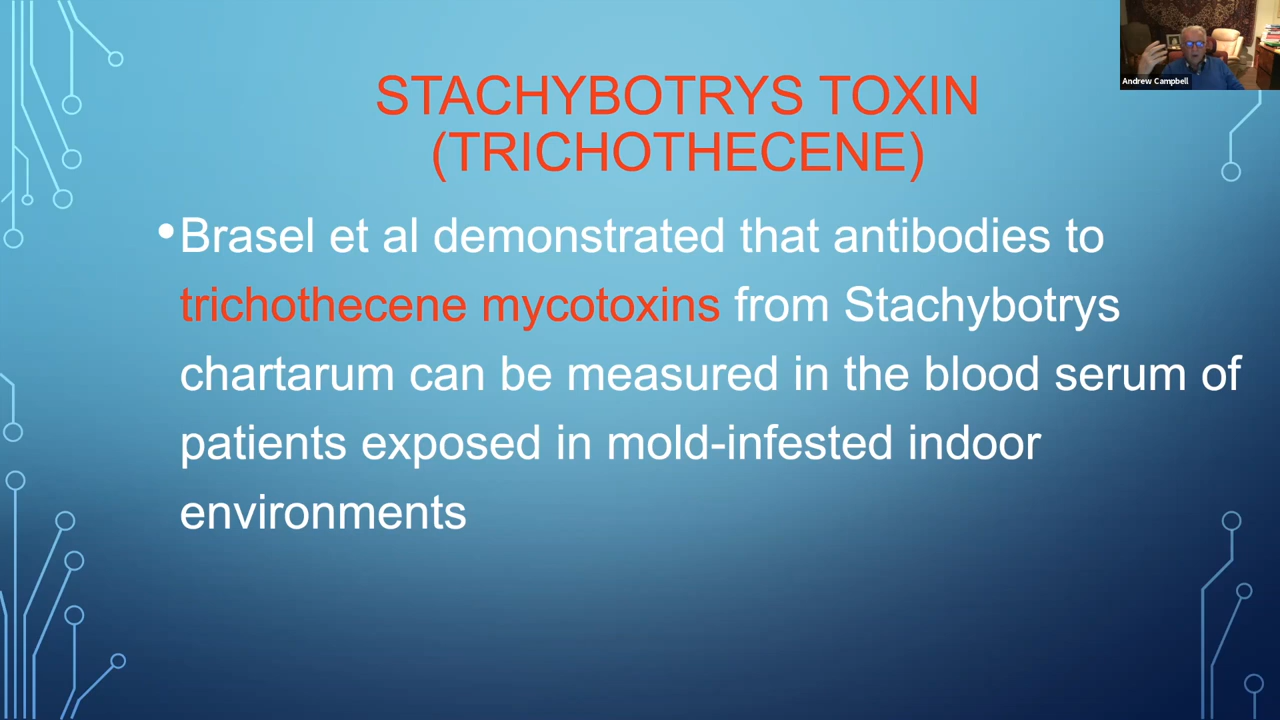 Andrew Campbell
STACHYBOTRYS TOXIN
(TRICHOTHECENE)
•Brasel et al demonstrated that antibodies to
trichothecene mycotoxins from Stachybotrys
chartarum can be measured in the blood serum of
patients exposed in mold-infested indoor
environments